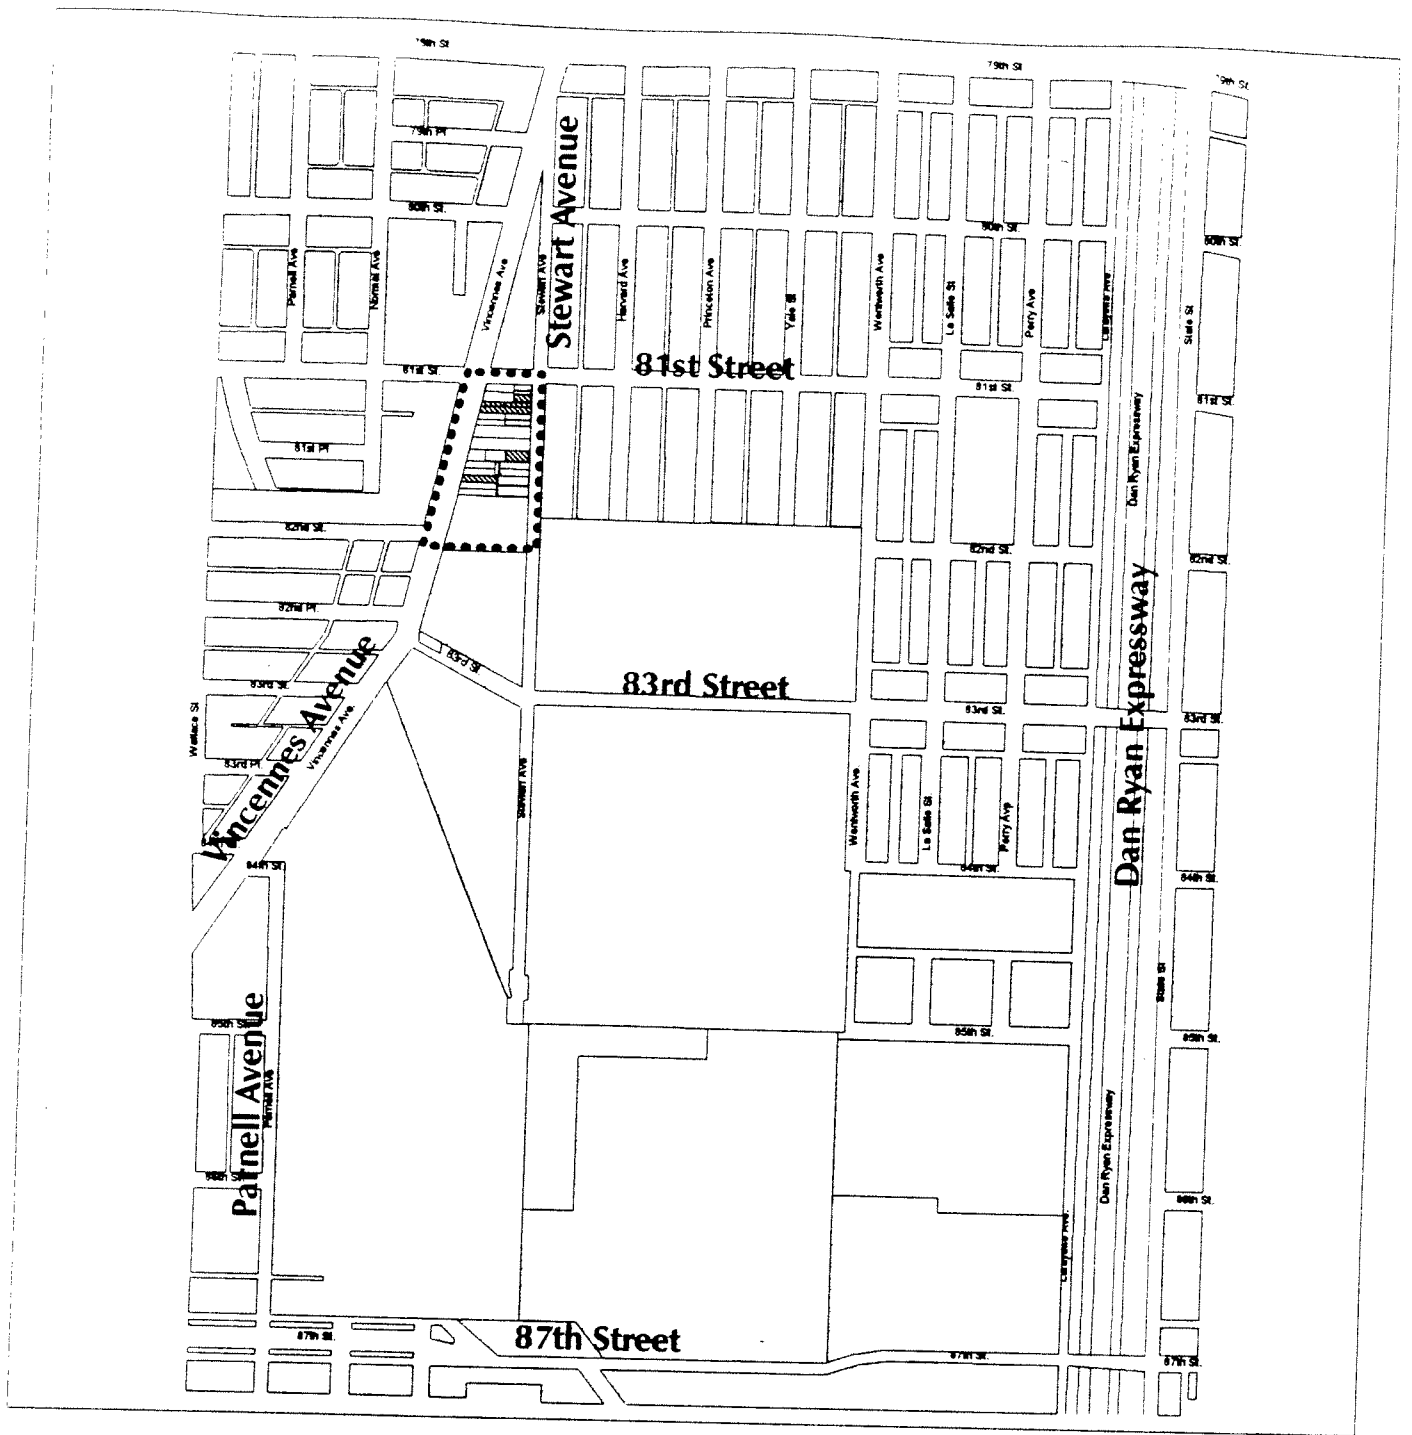 79th St
79th St
79th St.
79th Pl
80th St.
80th St.
80th St.
Stewart Avenue
Parnell Ave
Normal Ave
Vincennes Ave
Stewart Ave
Harvard Ave
Princeton Ave
Yale St
Wentworth Ave
La Salle St
Perry Ave
Lafayette Ave
State St
81st St
81st Street
81st St.
81st St.
81st Pl
Dan Ryan Expressway
82nd St.
82nd St.
82nd St.
82nd Pl.
83rd St.
83rd St.
83rd Street
83rd St.
83rd St.
Wallace St
Vincennes Avenue
Vincennes Ave.
83rd Pl
Stewart Ave
Wentworth Ave.
La Salle St
Perry Avp
Dan Ryan Expressway
84th St.
84th St.
84th St.
State St
85th St.
85th St.
85th St.
Parnell Avenue
Parnell Ave
Dan Ryan Expressway
86th St.
86th St.
Lafayette Ave.
87th St.
87th Street
87th St.
87th St.